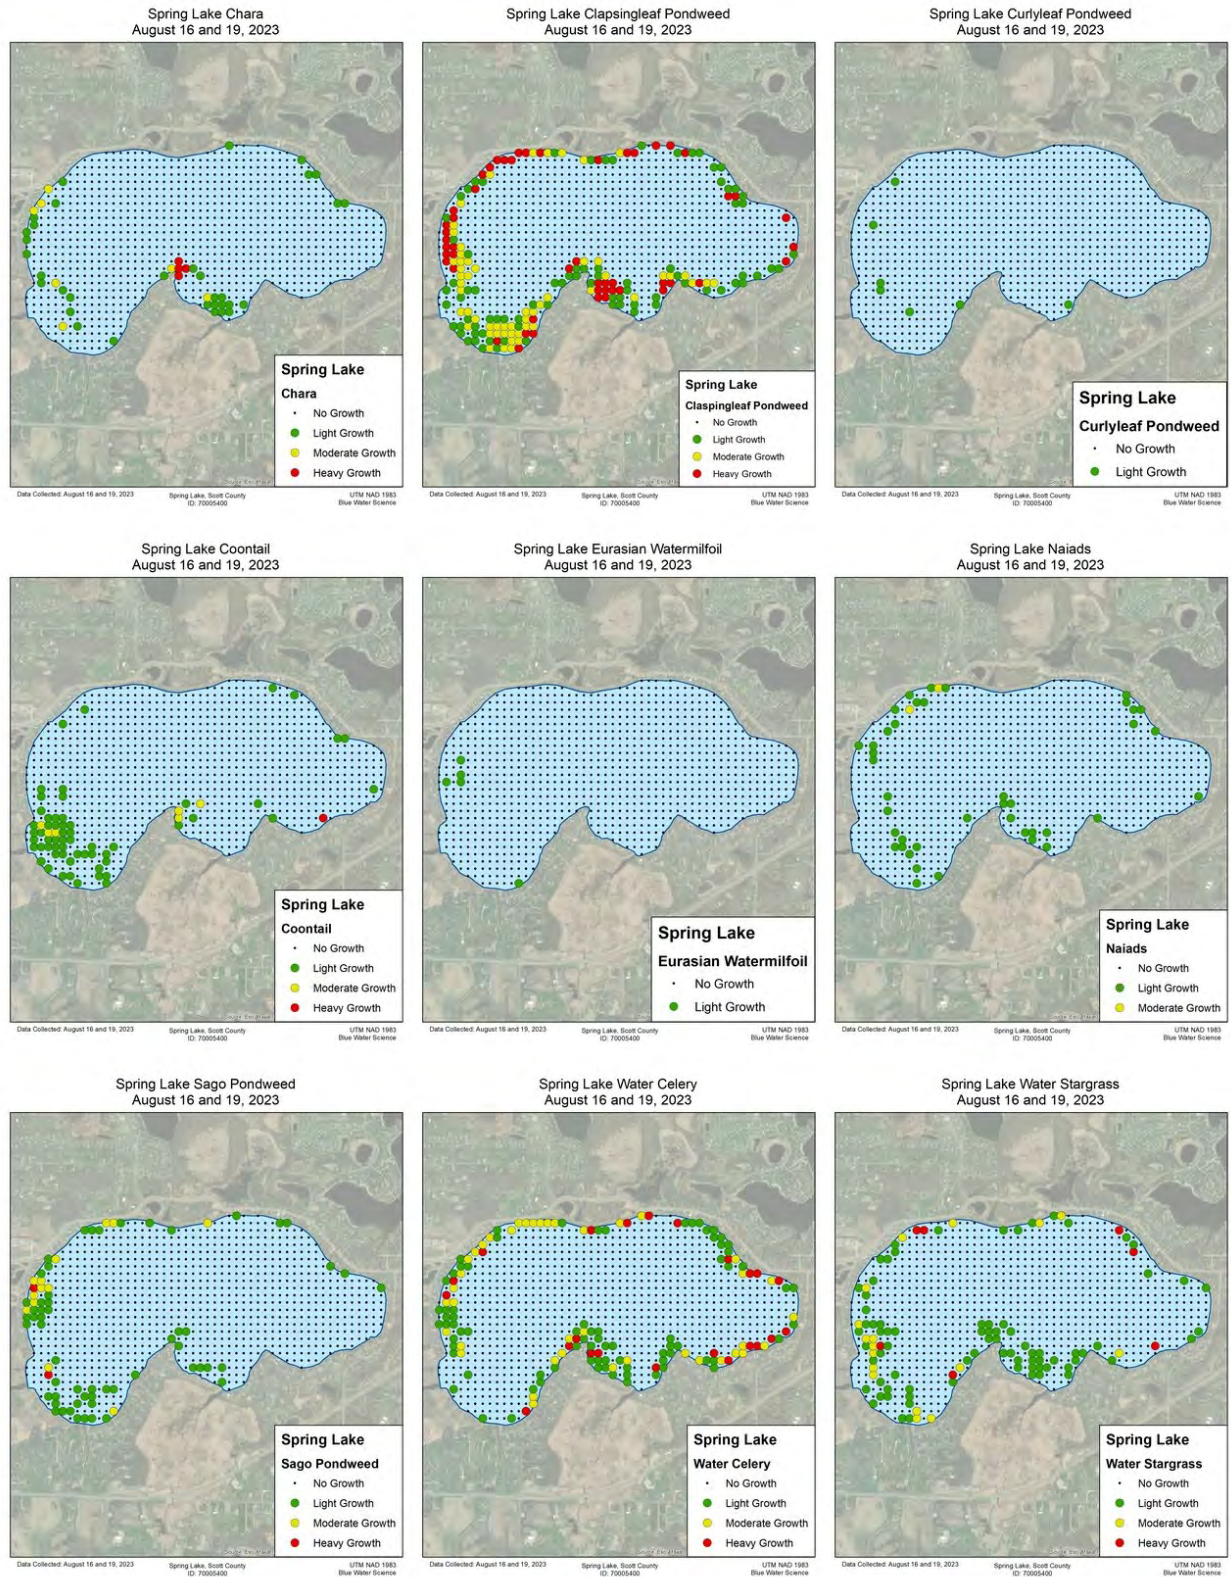 Spring Lake Chara
August 16 and 19, 2023
Spring Lake
Chara
No Growth
Light Growth
Moderate Growth
Heavy Growth
Data Collected: August 16 and 19, 2023
Spring Lake, Scott County
ID: 70005400
UTM NAD 1983
Blue Water Science
Spring Lake Clapsingleaf Pondweed
August 16 and 19, 2023
Spring Lake
Claspingleaf Pondweed
No Growth
Light Growth
Moderate Growth
Heavy Growth
Data Collected: August 16 and 19, 2023
Spring Lake, Scott County
ID: 70005400
UTM NAD 1983
Blue Water Science
Spring Lake Curlyleaf Pondweed
August 16 and 19, 2023
Spring Lake
Curlyleaf Pondweed
No Growth
Light Growth
Data Collected: August 16 and 19, 2023
Spring Lake, Scott County
ID: 70005400
UTM NAD 1983
Blue Water Science
Spring Lake Coontail
August 16 and 19, 2023
Spring Lake
Coontail
No Growth
Light Growth
Moderate Growth
Heavy Growth
Data Collected: August 16 and 19, 2023
Spring Lake, Scott County
ID: 70005400
UTM NAD 1983
Blue Water Science
Spring Lake Eurasian Watermilfoil
August 16 and 19, 2023
Spring Lake
Eurasian Watermilfoil
No Growth
Light Growth
Data Collected: August 16 and 19, 2023
Spring Lake, Scott County
ID: 70005400
UTM NAD 1983
Blue Water Science
Spring Lake Naiads
August 16 and 19, 2023
Spring Lake
Naiads
No Growth
Light Growth
Moderate Growth
Data Collected: August 16 and 19, 2023
Spring Lake, Scott County
ID: 70005400
UTM NAD 1983
Blue Water Science
Spring Lake Sago Pondweed
August 16 and 19, 2023
Spring Lake
Sago Pondweed
No Growth
Light Growth
Moderate Growth
Heavy Growth
Data Collected: August 16 and 19, 2023
Spring Lake, Scott County
ID: 70005400
UTM NAD 1983
Blue Water Science
Spring Lake Water Celery
August 16 and 19, 2023
Spring Lake
Water Celery
No Growth
Light Growth
Moderate Growth
Heavy Growth
Data Collected: August 16 and 19, 2023
Spring Lake, Scott County
ID: 70005400
UTM NAD 1983
Blue Water Science
Spring Lake Water Stargrass
August 16 and 19, 2023
Spring Lake
Water Stargrass
No Growth
Light Growth
Moderate Growth
Heavy Growth
Data Collected: August 16 and 19, 2023
Spring Lake, Scott County
ID: 70005400
UTM NAD 1983
Blue Water Science